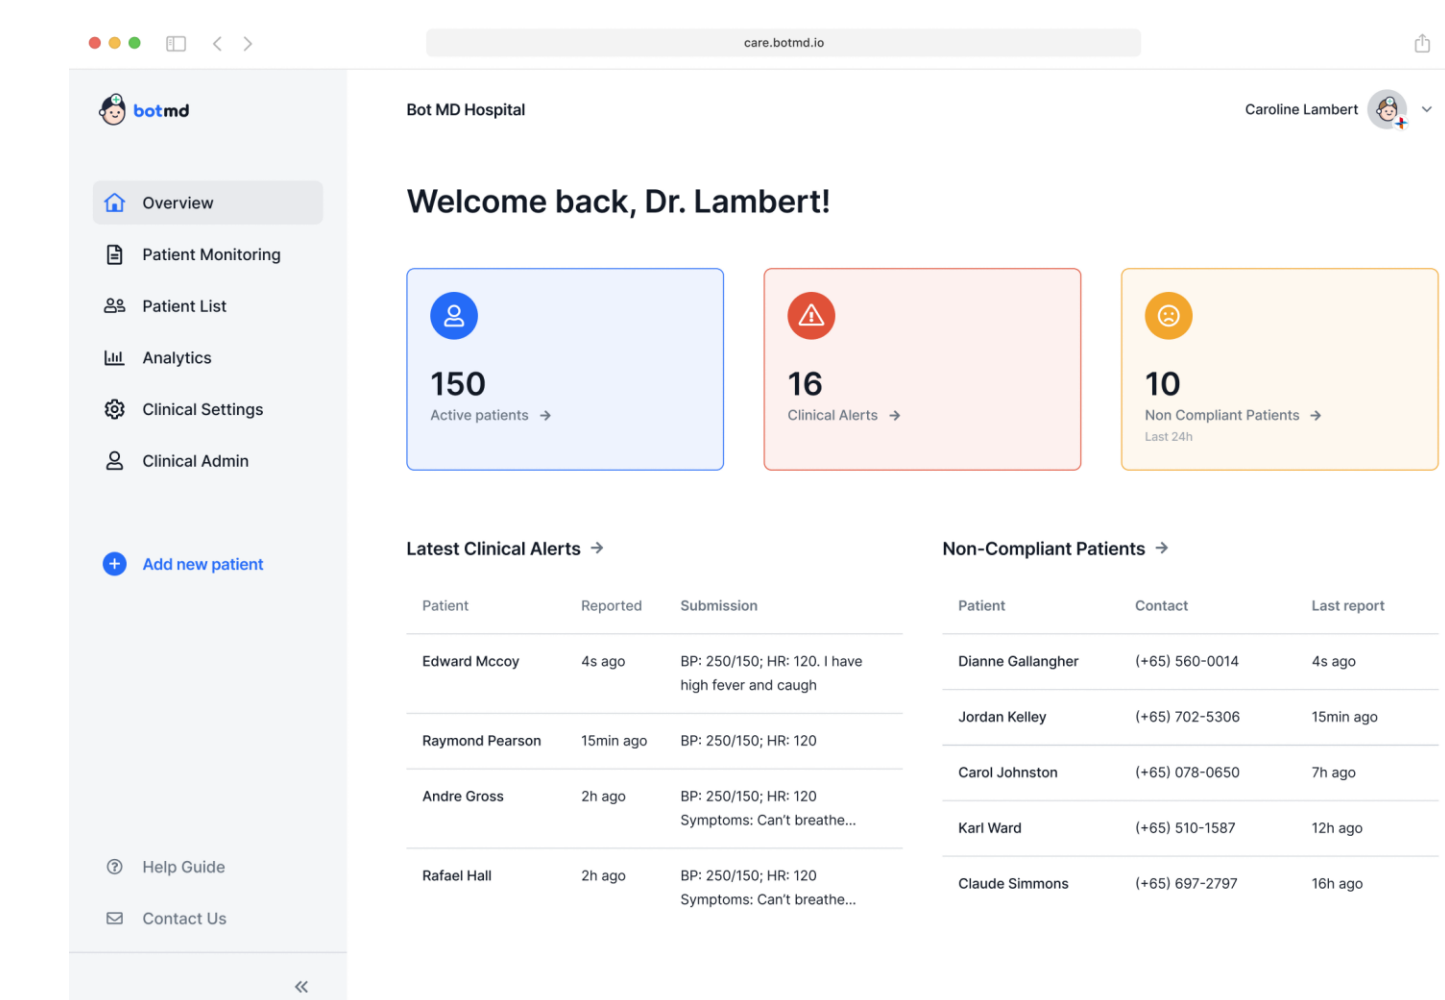 care.botmd.io
botmd
Bot MD Hospital
Caroline Lambert
Overview
Patient Monitoring
Patient List
Analytics
Clinical Settings
Clinical Admin
Add new patient
Help Guide
Contact Us
Welcome back, Dr. Lambert!
150
Active patients
16
Clinical Alerts
10
Non Compliant Patients
Last 24h
Latest Clinical Alerts
Patient Reported Submission
Edward Mccoy 4s ago BP: 250/150; HR: 120. I have
high fever and caugh
Raymond Pearson 15min ago BP: 250/150; HR: 120
Andre Gross 2h ago BP: 250/150; HR: 120
Symptoms: Can't breathe...
Rafael Hall 2h ago BP: 250/150; HR: 120
Symptoms: Can't breathe...
Non-Compliant Patients
Patient Contact Last report
Dianne Gallangher (+65) 560-0014 4s ago
Jordan Kelley (+65) 702-5306 15min ago
Carol Johnston (+65) 078-0650 7h ago
Karl Ward (+65) 510-1587 12h ago
Claude Simmons (+65) 697-2797 16h ago